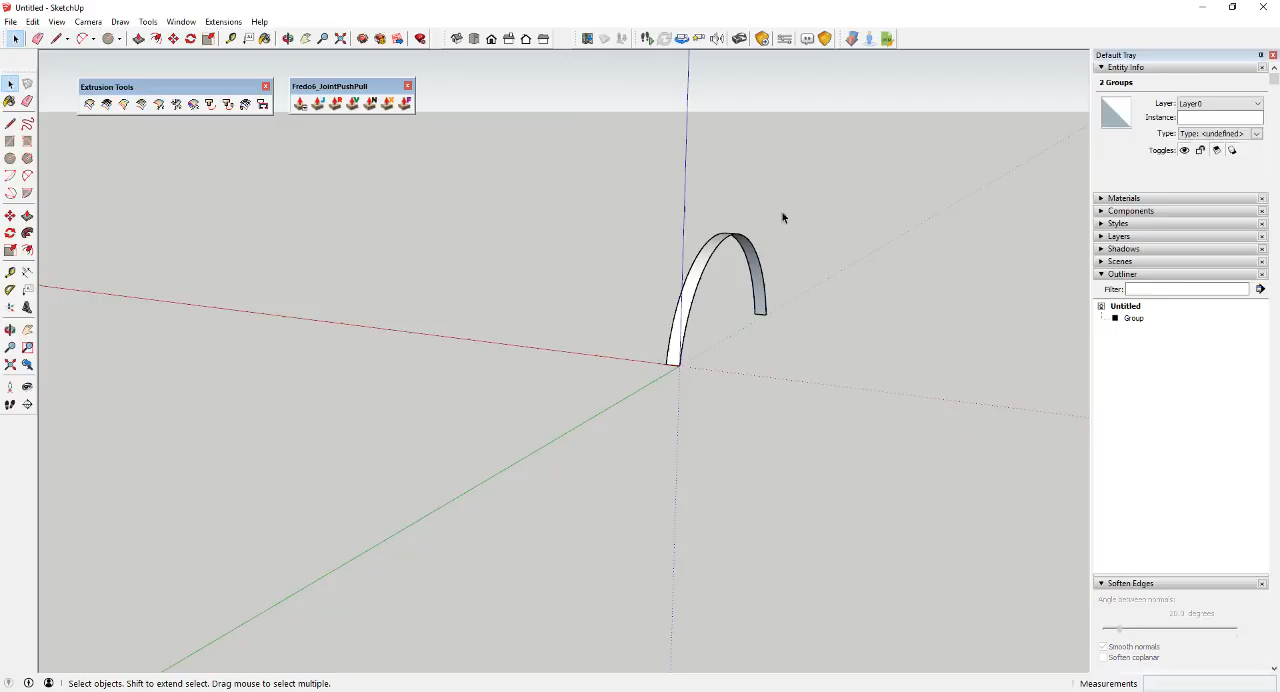 Untitled - SketchUp
File Edit View Camera Draw Tools Window Extensions Help
Default Tray
Entity Info
2 Groups
Layer: Layer0
Instance:
Type: Type: <undefined>
Toggles:
Materials
Components
Styles
Layers
Shadows
Scenes
Outliner
Filter:
Untitled
Group
Soften Edges
Angle between normals:
20.0 degrees
Smooth normals
Soften coplanar
Extrusion Tools
Fredo6_JointPushPull
Select objects. Shift to extend select. Drag mouse to select multiple.
Measurements